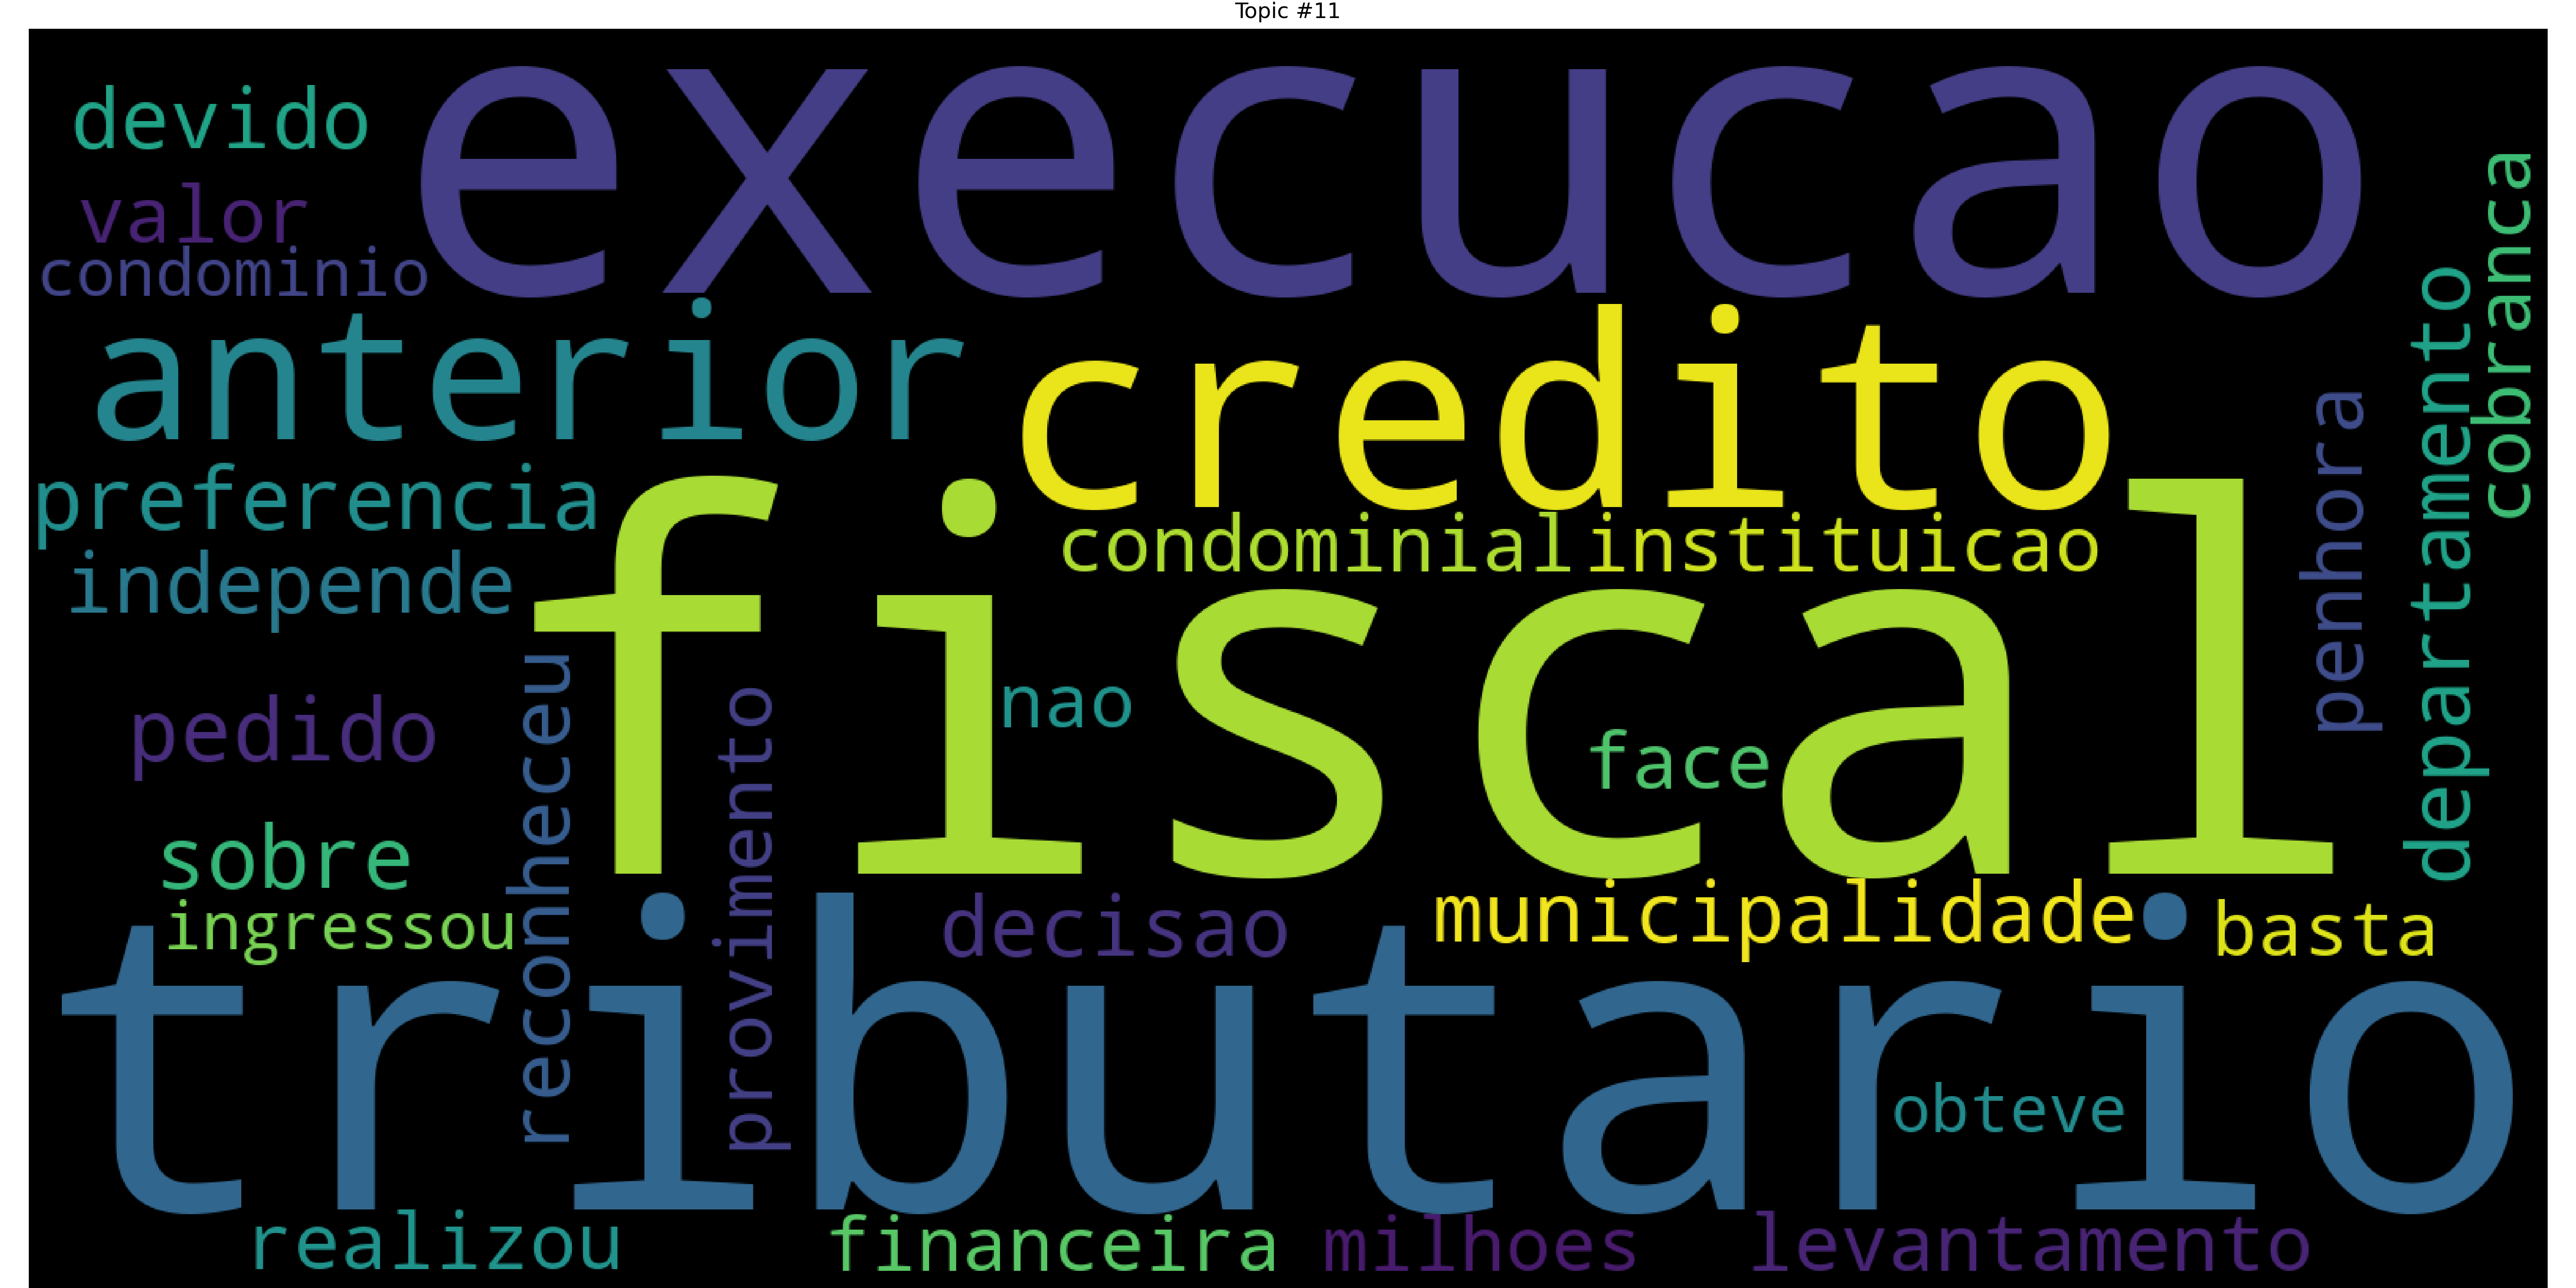 Topic #11
devido
execucao
valor
condominio
cobranca
anterior
credito
departamento
preferencia
condominial
instituicao
penhora
independe
fiscal
nao
face
pedido
reconheceu
provimento
sobre
ingressou
decisao
municipalidade
basta
tributario
obteve
realizou
financeira
milhoes
levantamento